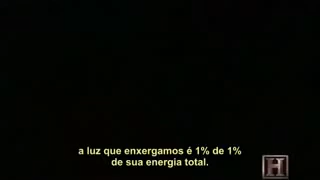 a luz que enxergamos é 1% de 1%
de sua energia total.
H